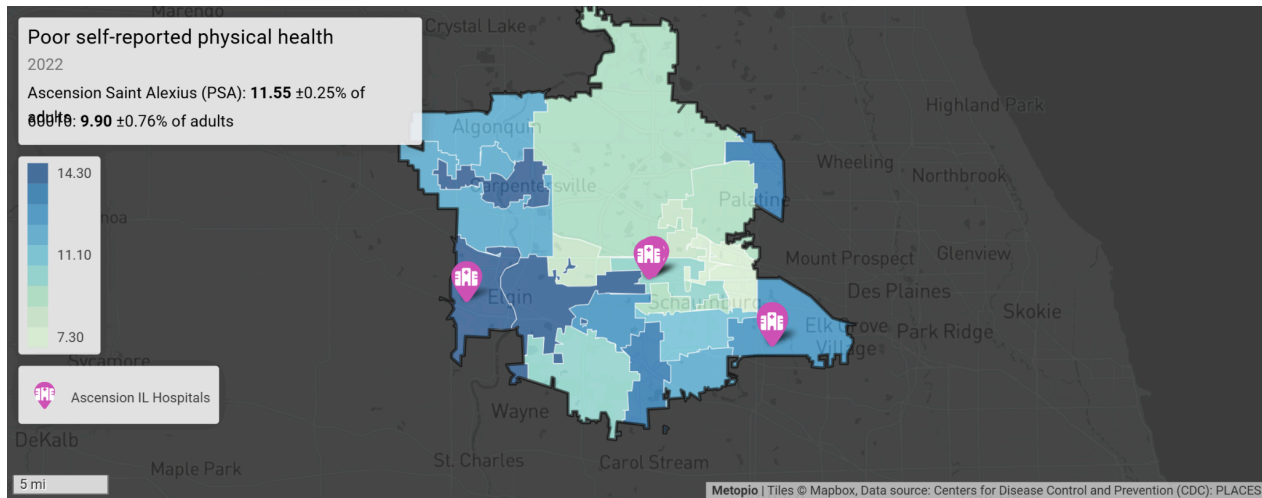 Marengo
Crystal Lake
Poor self-reported physical health
2022
Ascension Saint Alexius (PSA): 11.55 ±0.25% of
adults
60010: 9.90 ±0.76% of adults
Highland Park
Algonquin
14.30
Wheeling
Northbrook
Carpentersville
Palatine
noa
11.10
Mount Prospect
Glenview
Des Plaines
Elgin
Schaumburg
Skokie
7.30
Elk Grove
Village
Park Ridge
Sycamore
Ascension IL Hospitals
Wayne
DeKalb
Maple Park
St. Charles
Carol Stream
5 mi
Metopio | Tiles © Mapbox, Data source: Centers for Disease Control and Prevention (CDC): PLACES